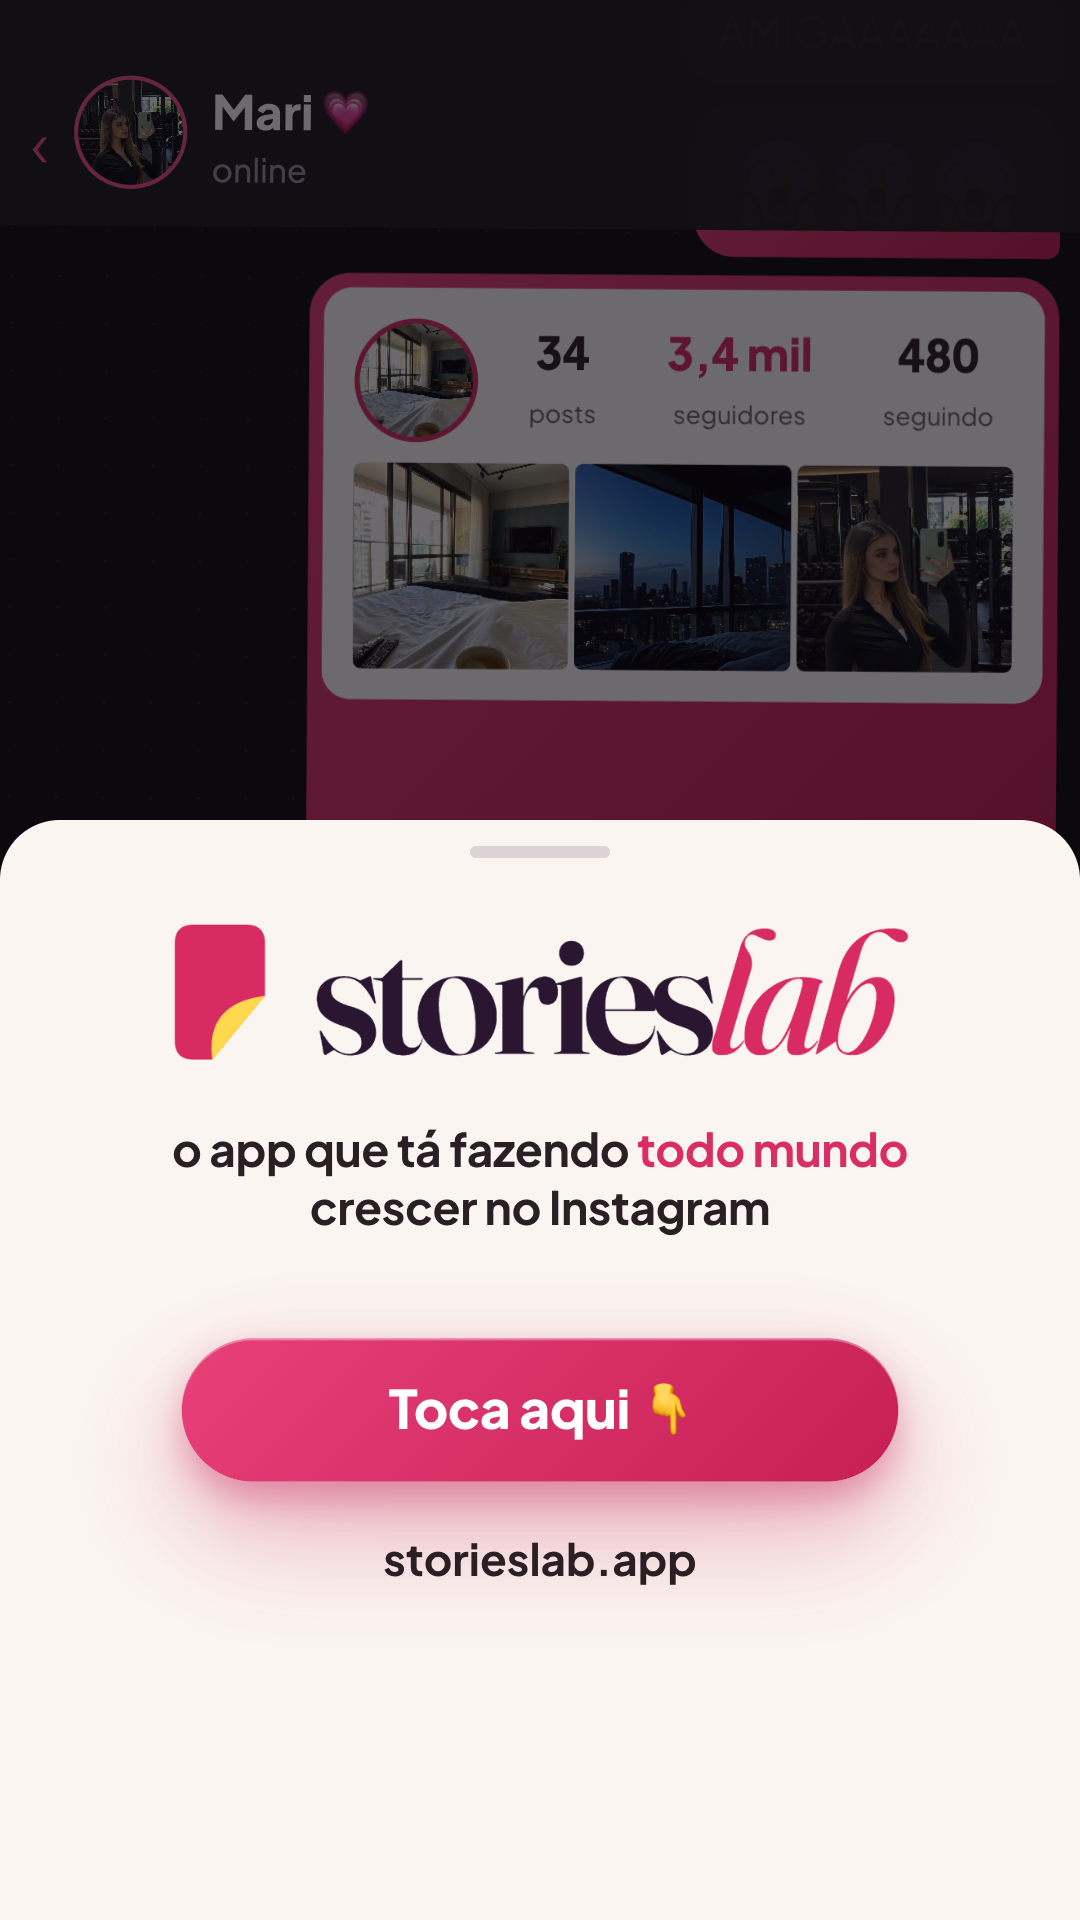 AMIGAAAAAAA
Mari 💗
online
34
posts
3,4 mil
seguidores
480
seguindo
storieslab
o app que tá fazendo todo mundo
crescer no Instagram
Toca aqui 👇
storieslab.app